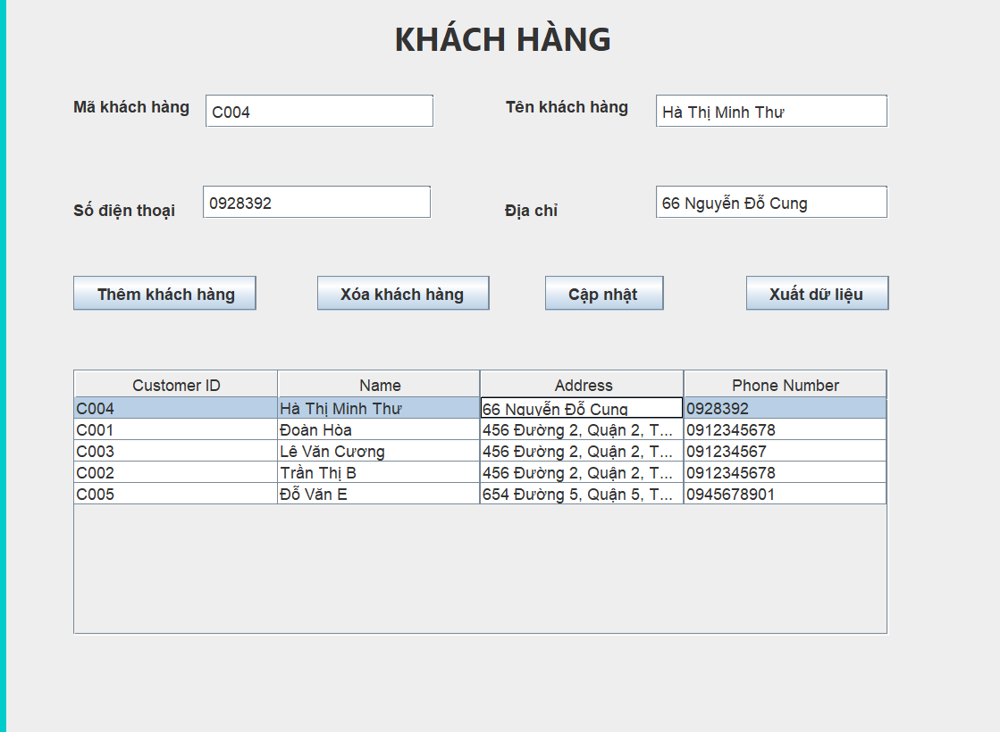 KHÁCH HÀNG
Mã khách hàng C004 Tên khách hàng Hà Thị Minh Thư
Số điện thoại 0928392 Địa chỉ 66 Nguyễn Đỗ Cung
Thêm khách hàng Xóa khách hàng Cập nhật Xuất dữ liệu
Customer ID Name Address Phone Number
C004 Hà Thị Minh Thư 66 Nguyễn Đỗ Cung 0928392
C001 Đoàn Hòa 456 Đường 2, Quận 2, T... 0912345678
C003 Lê Văn Cương 456 Đường 2, Quận 2, T... 091234567
C002 Trần Thị B 456 Đường 2, Quận 2, T... 0912345678
C005 Đỗ Văn E 654 Đường 5, Quận 5, T... 0945678901